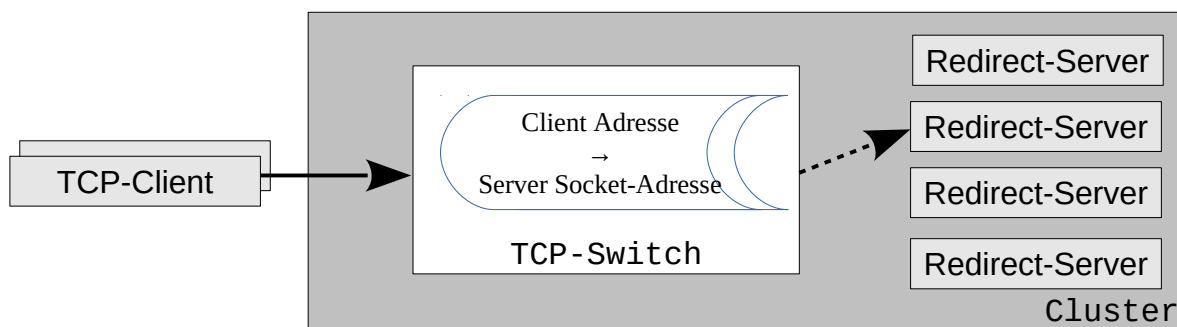 TCP-Client
Client Adresse
→
Server Socket-Adresse
TCP-Switch
Redirect-Server
Redirect-Server
Redirect-Server
Redirect-Server
Cluster